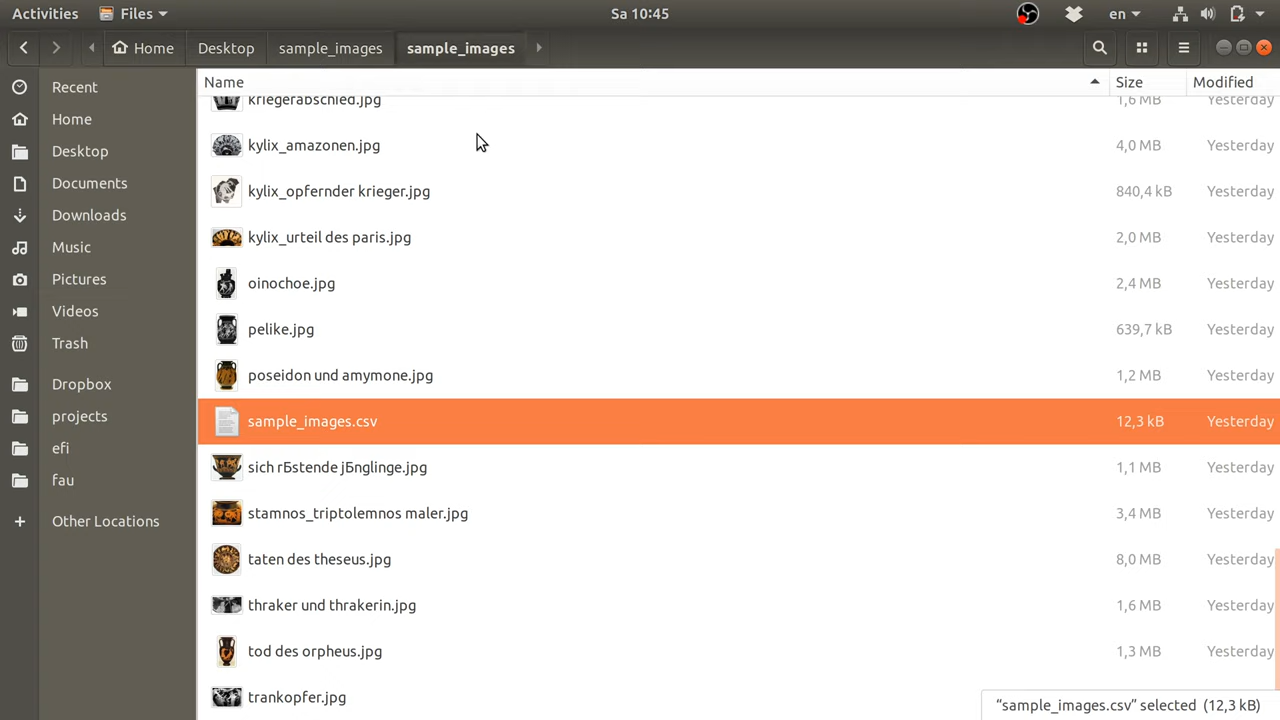 Activities Files Sa 10:45 en
Home Desktop sample_images sample_images
Name Size Modified
Recent
Home
Desktop
Documents
Downloads
Music
Pictures
Videos
Trash
Dropbox
projects
efi
fau
Other Locations
kriegerabschied.jpg 1,6 MB Yesterday
kylix_amazonen.jpg 4,0 MB Yesterday
kylix_opfernder krieger.jpg 840,4 kB Yesterday
kylix_urteil des paris.jpg 2,0 MB Yesterday
oinochoe.jpg 2,4 MB Yesterday
pelike.jpg 639,7 kB Yesterday
poseidon und amymone.jpg 1,2 MB Yesterday
sample_images.csv 12,3 kB Yesterday
sich rБstende jБnglinge.jpg 1,1 MB Yesterday
stamnos_triptolemnos maler.jpg 3,4 MB Yesterday
taten des theseus.jpg 8,0 MB Yesterday
thraker und thrakerin.jpg 1,6 MB Yesterday
tod des orpheus.jpg 1,3 MB Yesterday
trankopfer.jpg
“sample_images.csv” selected (12,3 kB)